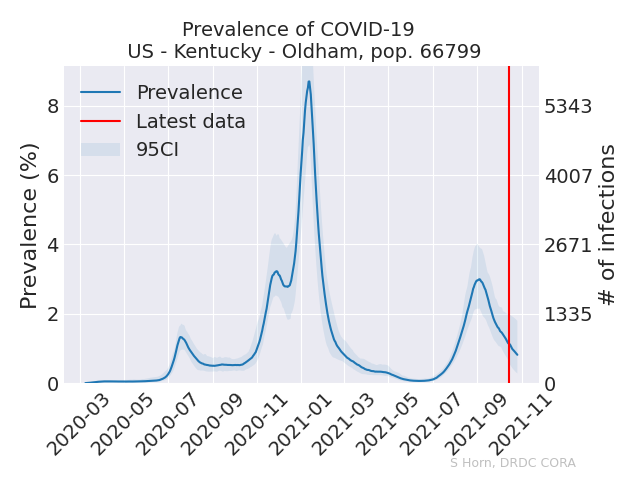 Prevalence of COVID-19
US - Kentucky - Oldham, pop. 66799
Prevalence
Latest data
95CI
Prevalence (%)
8
6
4
2
0
5343
4007
2671
1335
0
# of infections
2020-03
2020-05
2020-07
2020-09
2020-11
2021-01
2021-03
2021-05
2021-07
2021-09
2021-11
S Horn, DRDC CORA